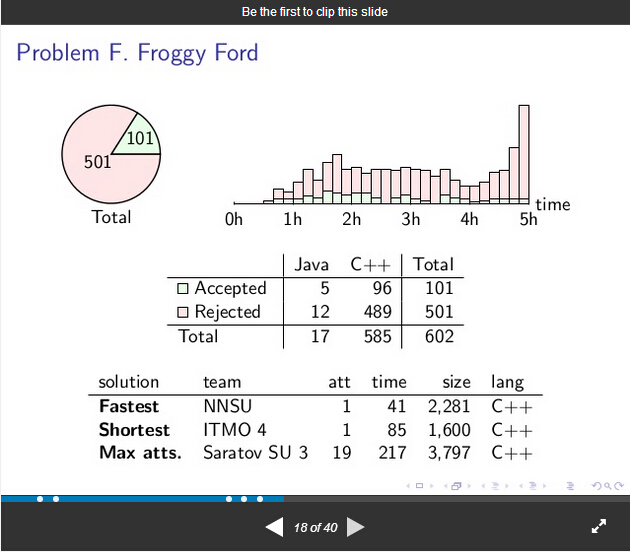 Be the first to clip this slide
Problem F. Froggy Ford
101
501
Total
0h 1h 2h 3h 4h 5h time
Java C++ Total
Accepted 5 96 101
Rejected 12 489 501
Total 17 585 602
solution team att time size lang
Fastest NNSU 1 41 2,281 C++
Shortest ITMO 4 1 85 1,600 C++
Max atts. Saratov SU 3 19 217 3,797 C++
18 of 40